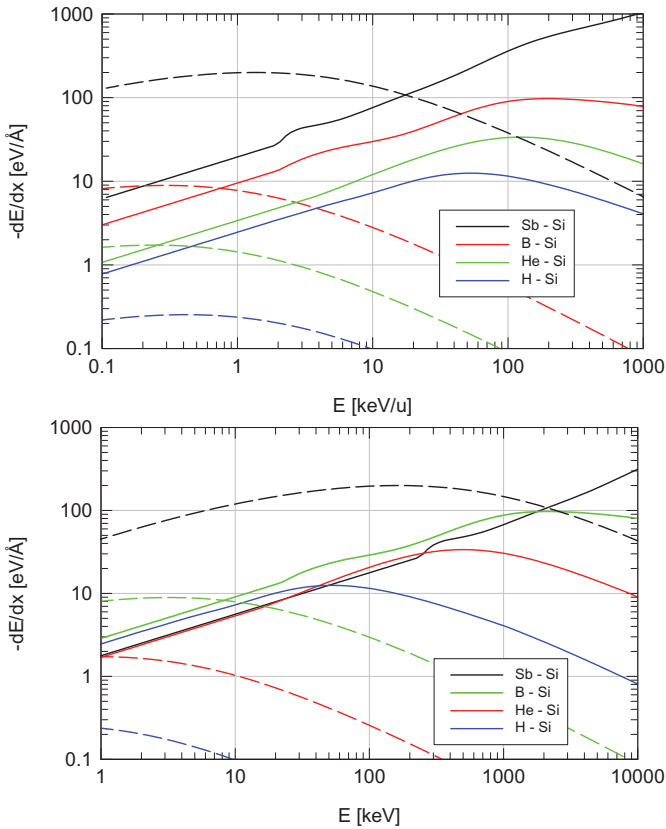 1000
100
10
1
0.1
-dE/dx [eV/Å]
Sb - Si
B - Si
He - Si
H - Si
0.1
1
10
100
1000
E [keV/u]
1000
100
10
1
0.1
-dE/dx [eV/Å]
Sb - Si
B - Si
He - Si
H - Si
1
10
100
1000
10000
E [keV]